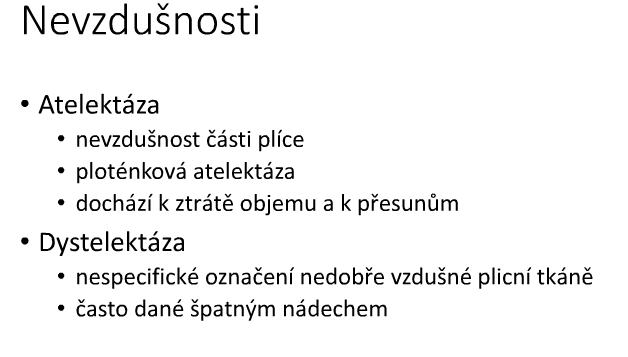 Nevzdušnosti
• Atelektáza
• nevzdušnost části plíce
• ploténková atelektáza
• dochází k ztrátě objemu a k přesunům
• Dystelektáza
• nespecifické označení nedobře vzdušné plicní tkáně
• často dané špatným nádechem